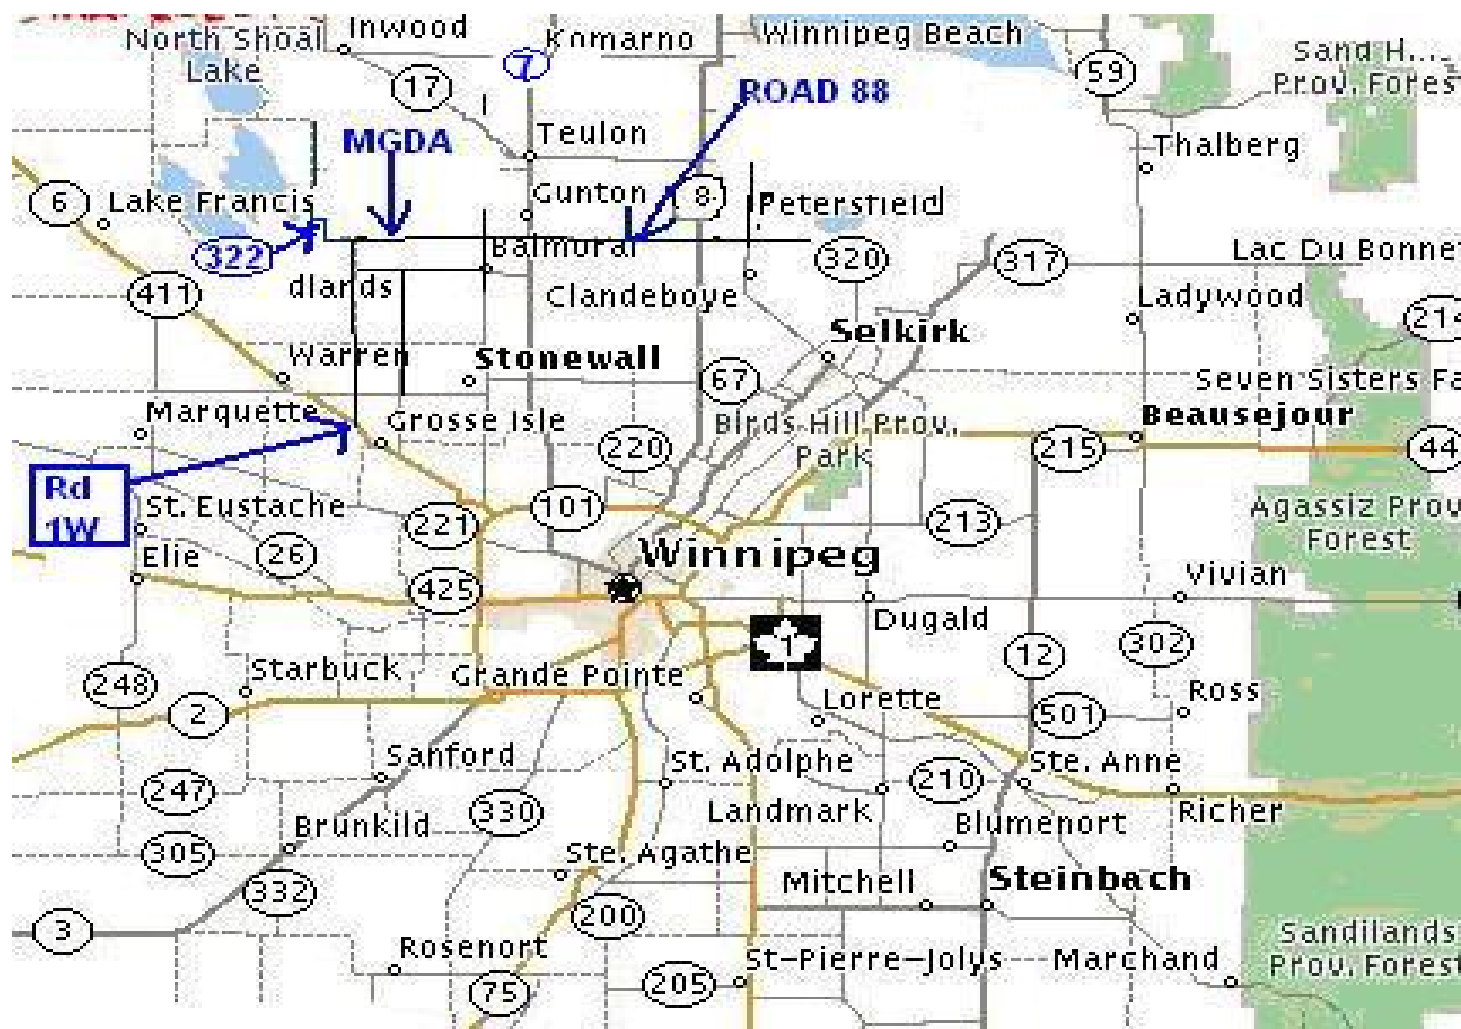 Inwood
Komarno
Winnipeg Beach
North Shoal
Lake
7
59
Sand H....
Prov. Fores
17
ROAD 88
MGDA
Teulon
Thalberg
6
Lake Francis
Gunton
8
Petersfield
322
Balmoral
320
317
Lac Du Bonnet
411
dlands
Clandeboye
Ladywood
214
Selkirk
Warren
Stonewall
67
Seven Sisters Fa
Marquette
Grosse Isle
Birds Hill Prov.
Park
Beausejour
220
215
44
Rd
1W
St. Eustache
221
101
213
Agassiz Prov
Forest
Elie
26
Winnipeg
425
Vivian
Dugald
1
12
302
248
Starbuck
Grande Pointe
2
Lorette
501
Ross
Sanford
St. Adolphe
210
Ste. Anne
247
330
Landmark
Blumenort
Richer
Brunkild
305
Ste. Agathe
332
Mitchell
Steinbach
200
3
Rosenort
St-Pierre-Jolys
Marchand
Sandilands
Prov. Forest
75
205